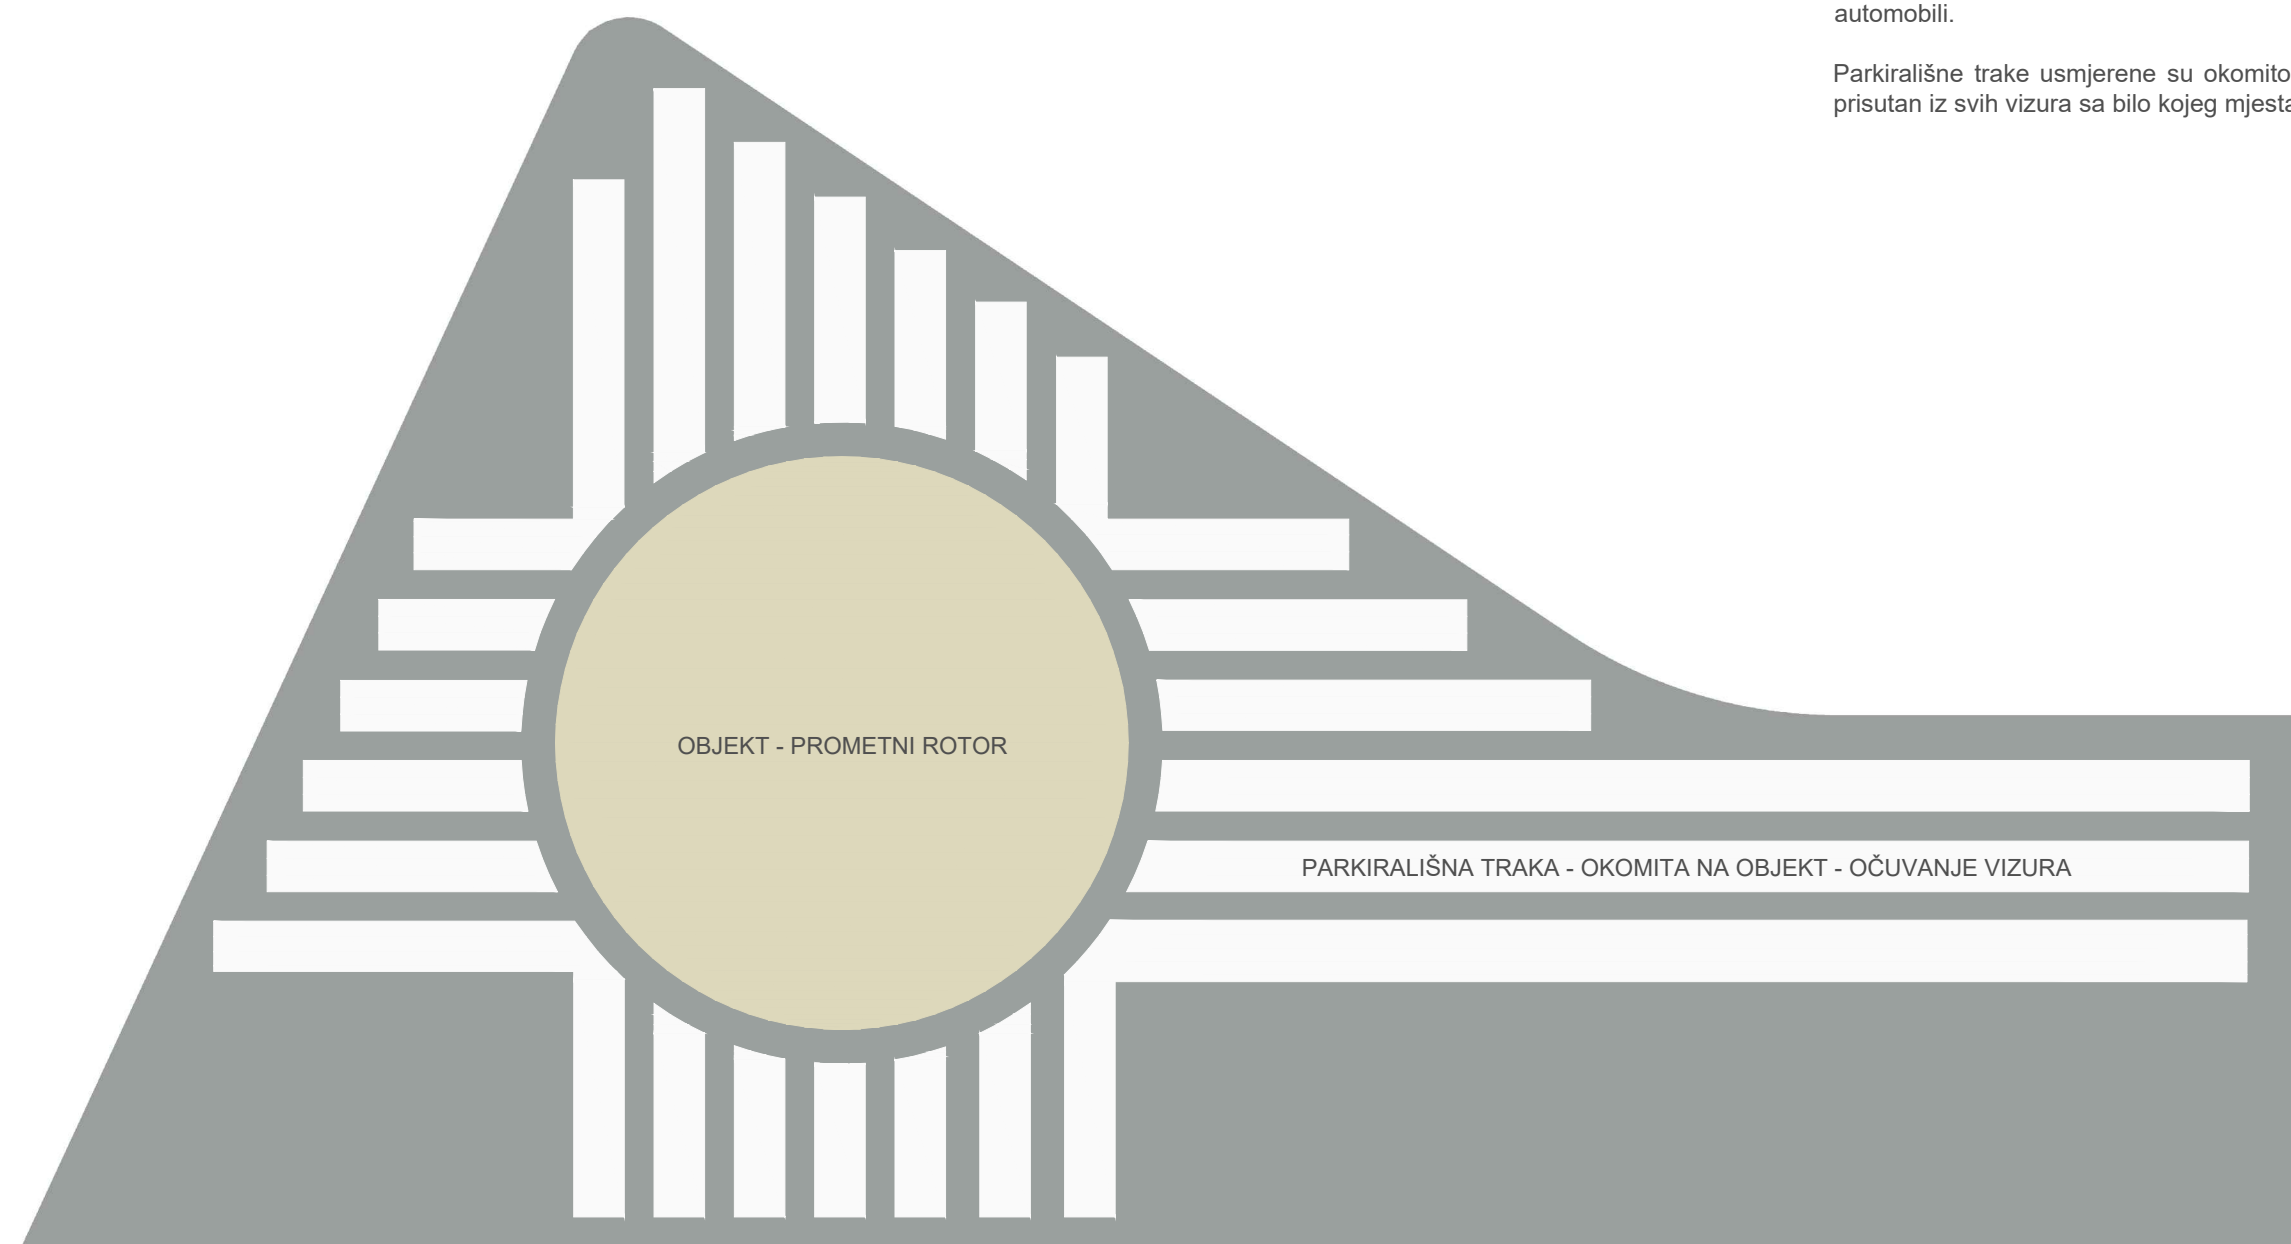 automobili.
Parkirališne trake usmjerene su okomito
prisutan iz svih vizura sa bilo kojeg mjesta
OBJEKT - PROMETNI ROTOR
PARKIRALIŠNA TRAKA - OKOMITA NA OBJEKT - OČUVANJE VIZURA